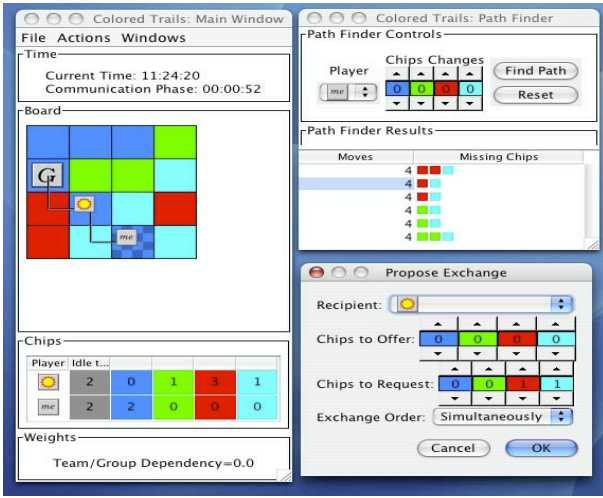 Colored Trails: Main Window
File Actions Windows
Time
Current Time: 11:24:20
Communication Phase: 00:00:52
Board
G
me
Chips
Player Idle t...
2 0 1 3 1
me 2 2 0 0 0
Weights
Team/Group Dependency=0.0
Colored Trails: Path Finder
Path Finder Controls
Player Chips Changes
me 0 0 0 0 Find Path
Reset
Path Finder Results
Moves Missing Chips
4
4
4
4
4
4
Propose Exchange
Recipient:
Chips to Offer: 0 0 0 0
Chips to Request: 0 0 1 1
Exchange Order: Simultaneously
Cancel OK